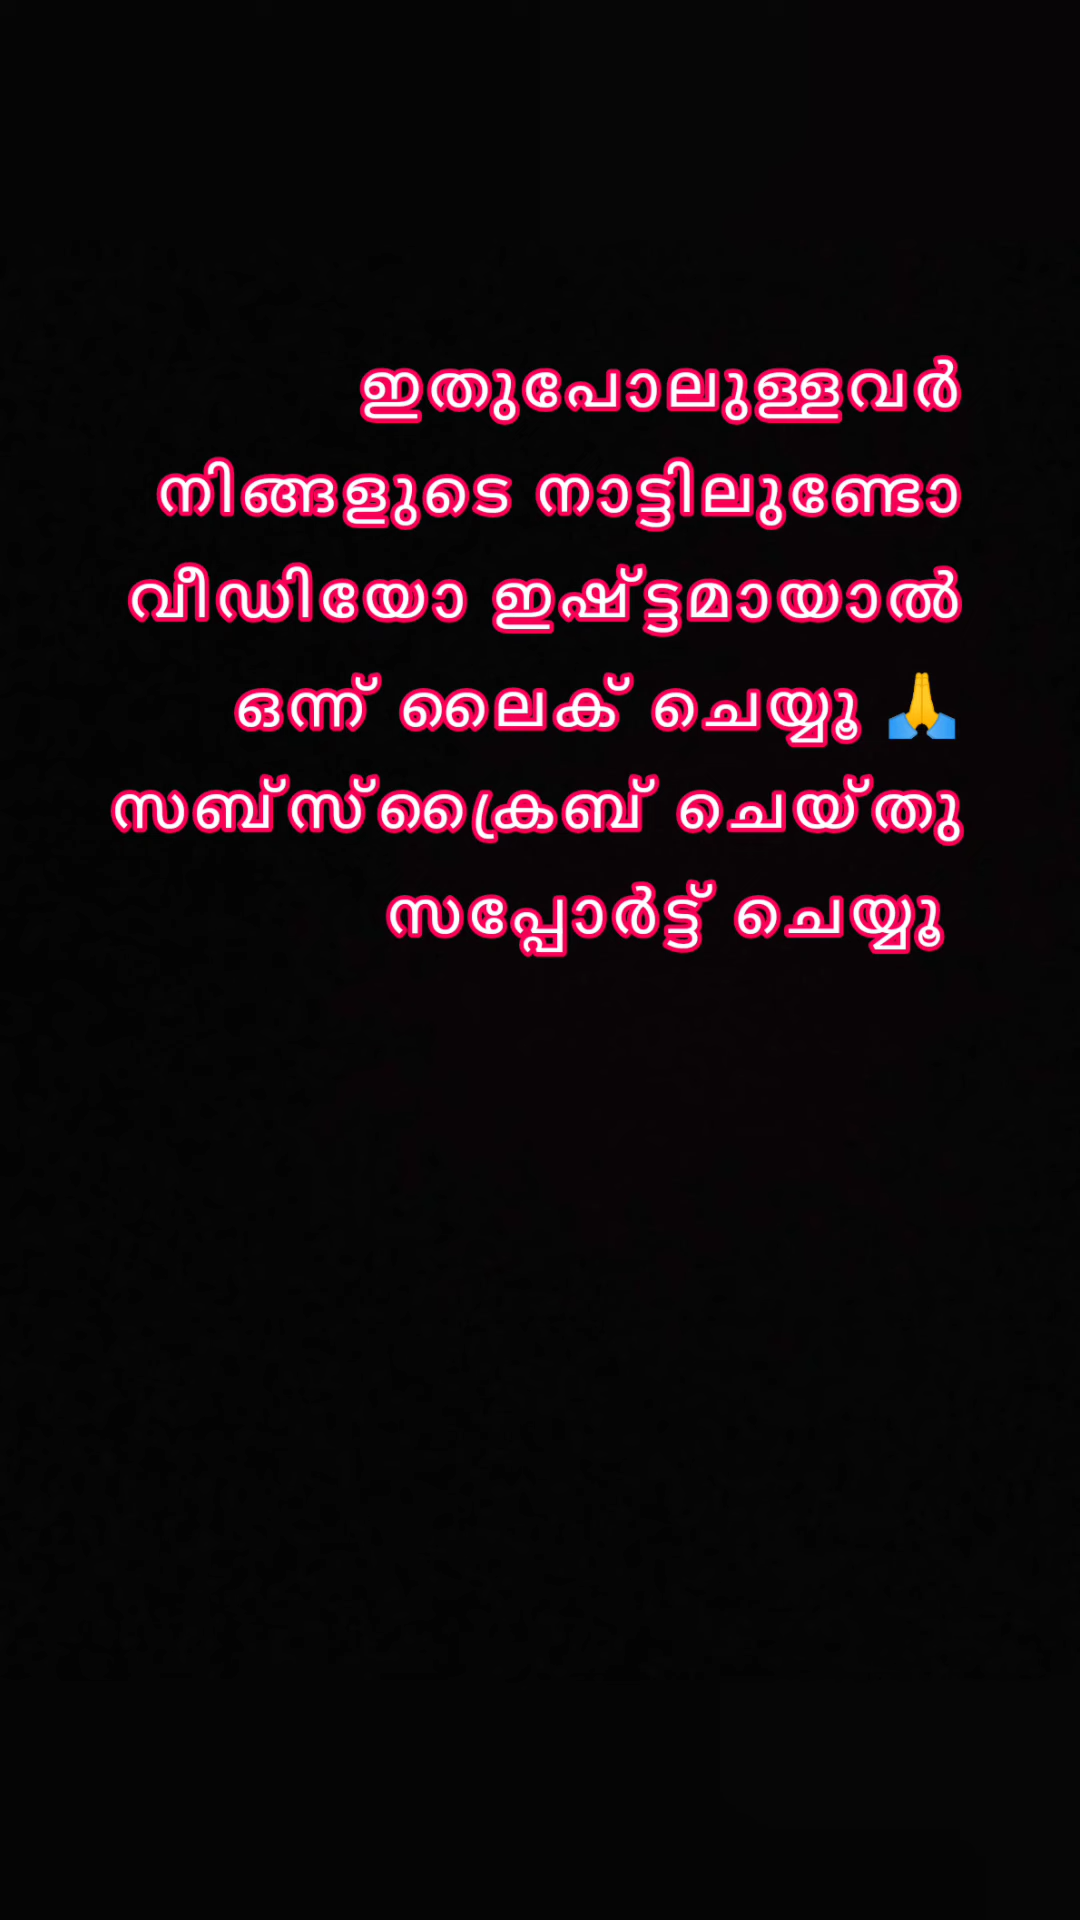 ഇതുപോലുള്ളവർ
നിങ്ങളുടെ നാട്ടിലുണ്ടോ
വീഡിയോ ഇഷ്ട്ടമായാൽ
ഒന്ന് ലൈക് ചെയ്യൂ 🙏
സബ്സ്ക്രൈബ് ചെയ്തു
സപ്പോർട്ട് ചെയ്യൂ